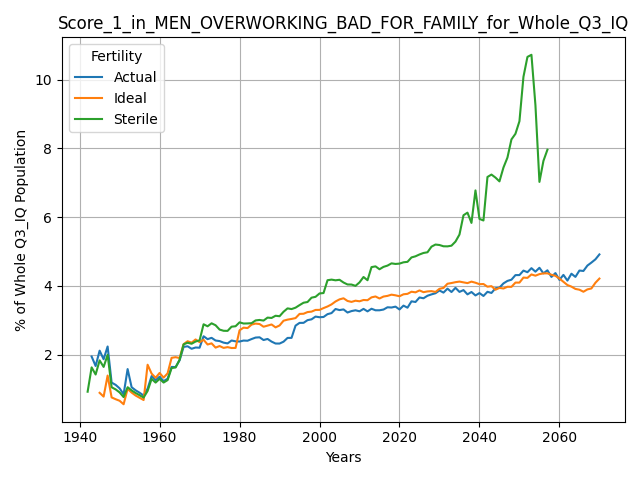 Score_1_in_MEN_OVERWORKING_BAD_FOR_FAMILY_for_Whole_Q3_IQ
Fertility
Actual
Ideal
Sterile
% of Whole Q3_IQ Population
10
8
6
4
2
1940 1960 1980 2000 2020 2040 2060
Years